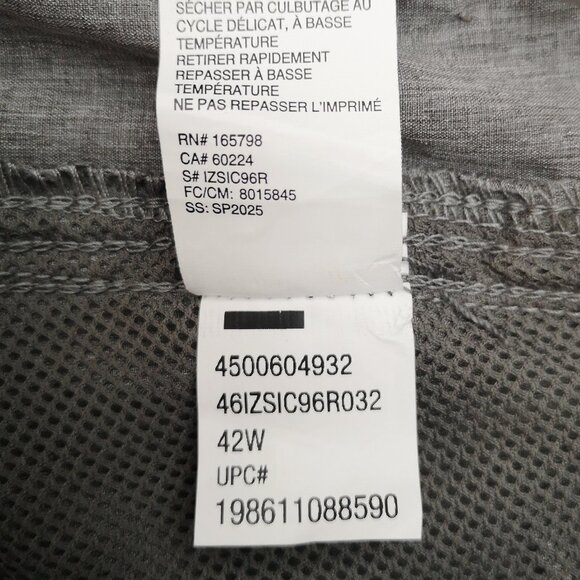 SÉCHER PAR CULBUTAGE AU
CYCLE DÉLICAT, À BASSE
TEMPÉRATURE
RETIRER RAPIDEMENT
REPASSER À BASSE
TEMPÉRATURE
NE PAS REPASSER L'IMPRIMÉ
RN# 165798
CA# 60224
S# IZSIC96R
FC/CM: 8015845
SS: SP2025
4500604932
46IZSIC96R032
42W
UPC#
198611088590